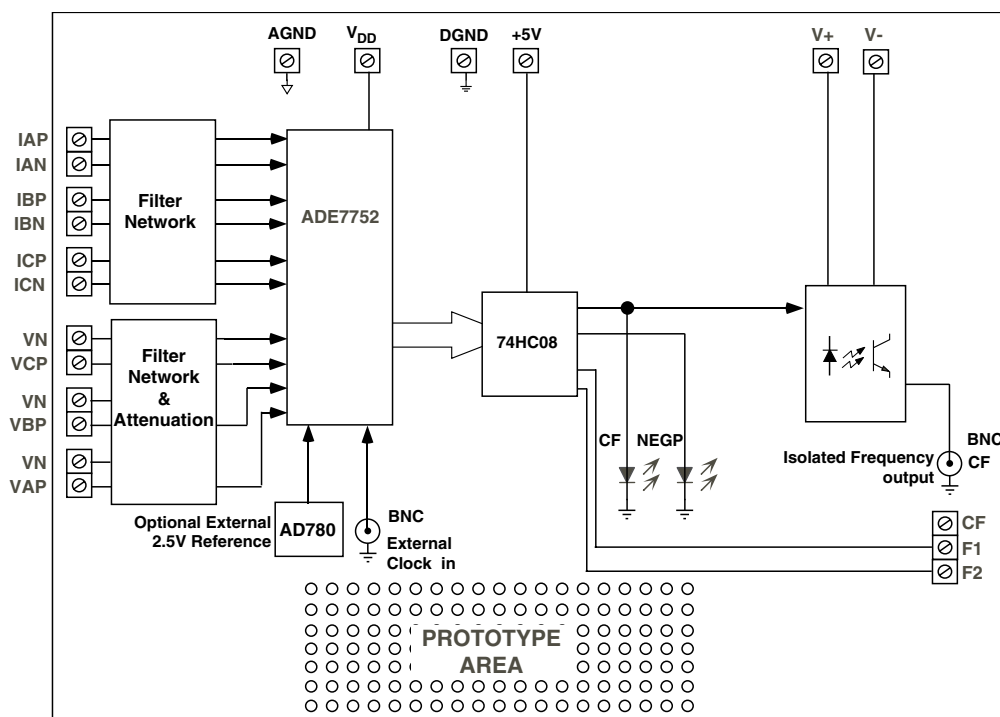 AGND
VDD
DGND
+5V
V+
V-
IAP
IAN
IBP
IBN
ICP
ICN
Filter
Network
ADE7752
VN
VCP
VN
VBP
VN
VAP
Filter
Network
&
Attenuation
74HC08
CF
NEGP
BNC
CF
Isolated Frequency
output
Optional External
2.5V Reference
AD780
BNC
External
Clock in
CF
F1
F2
PROTOTYPE
AREA